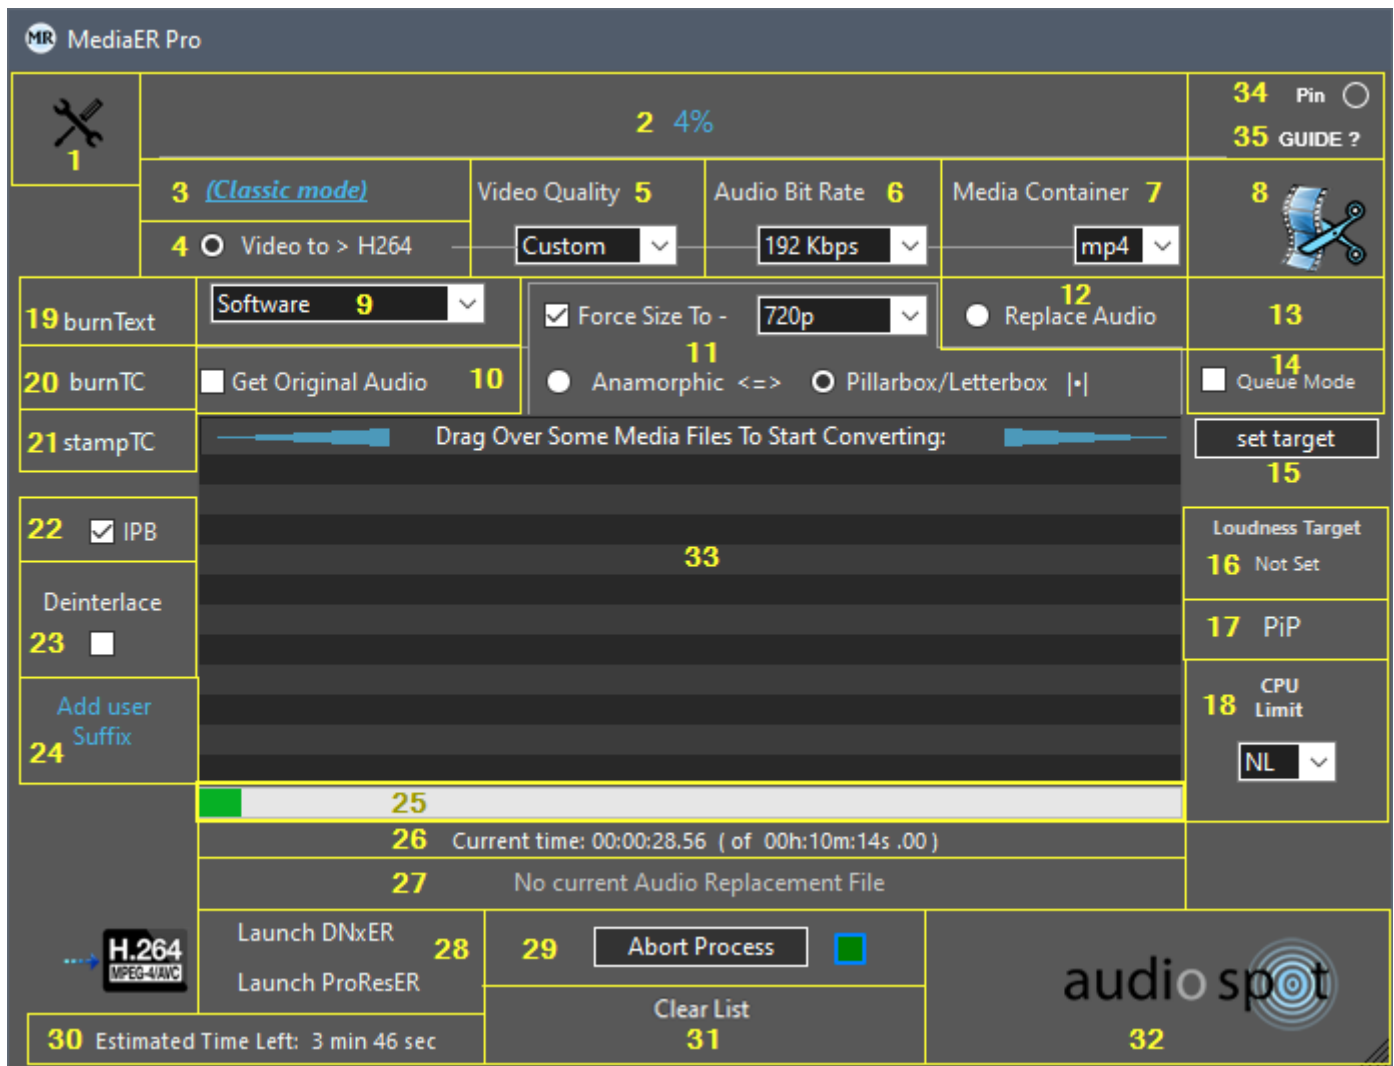 MR MediaER Pro
1
2 4%
34 Pin
35 GUIDE ?
3 (Classic mode)
Video Quality 5
Audio Bit Rate 6
Media Container 7
8
4 Video to > H264
Custom
192 Kbps
mp4
19 burnText
Software 9
Force Size To - 720p
11
12
Replace Audio
13
20 burnTC
Get Original Audio 10
Anamorphic <=> Pillarbox/Letterbox |•|
14
Queue Mode
21 stampTC
Drag Over Some Media Files To Start Converting:
set target
15
22 IPB
33
Loudness Target
16 Not Set
Deinterlace
23
17 PiP
Add user
Suffix
24
CPU
18 Limit
NL
25
26 Current time: 00:00:28.56 ( of 00h:10m:14s .00 )
27 No current Audio Replacement File
H.264
MPEG-4/AVC
Launch DNxER
28
Launch ProResER
29 Abort Process
audio spot
32
30 Estimated Time Left: 3 min 46 sec
Clear List
31